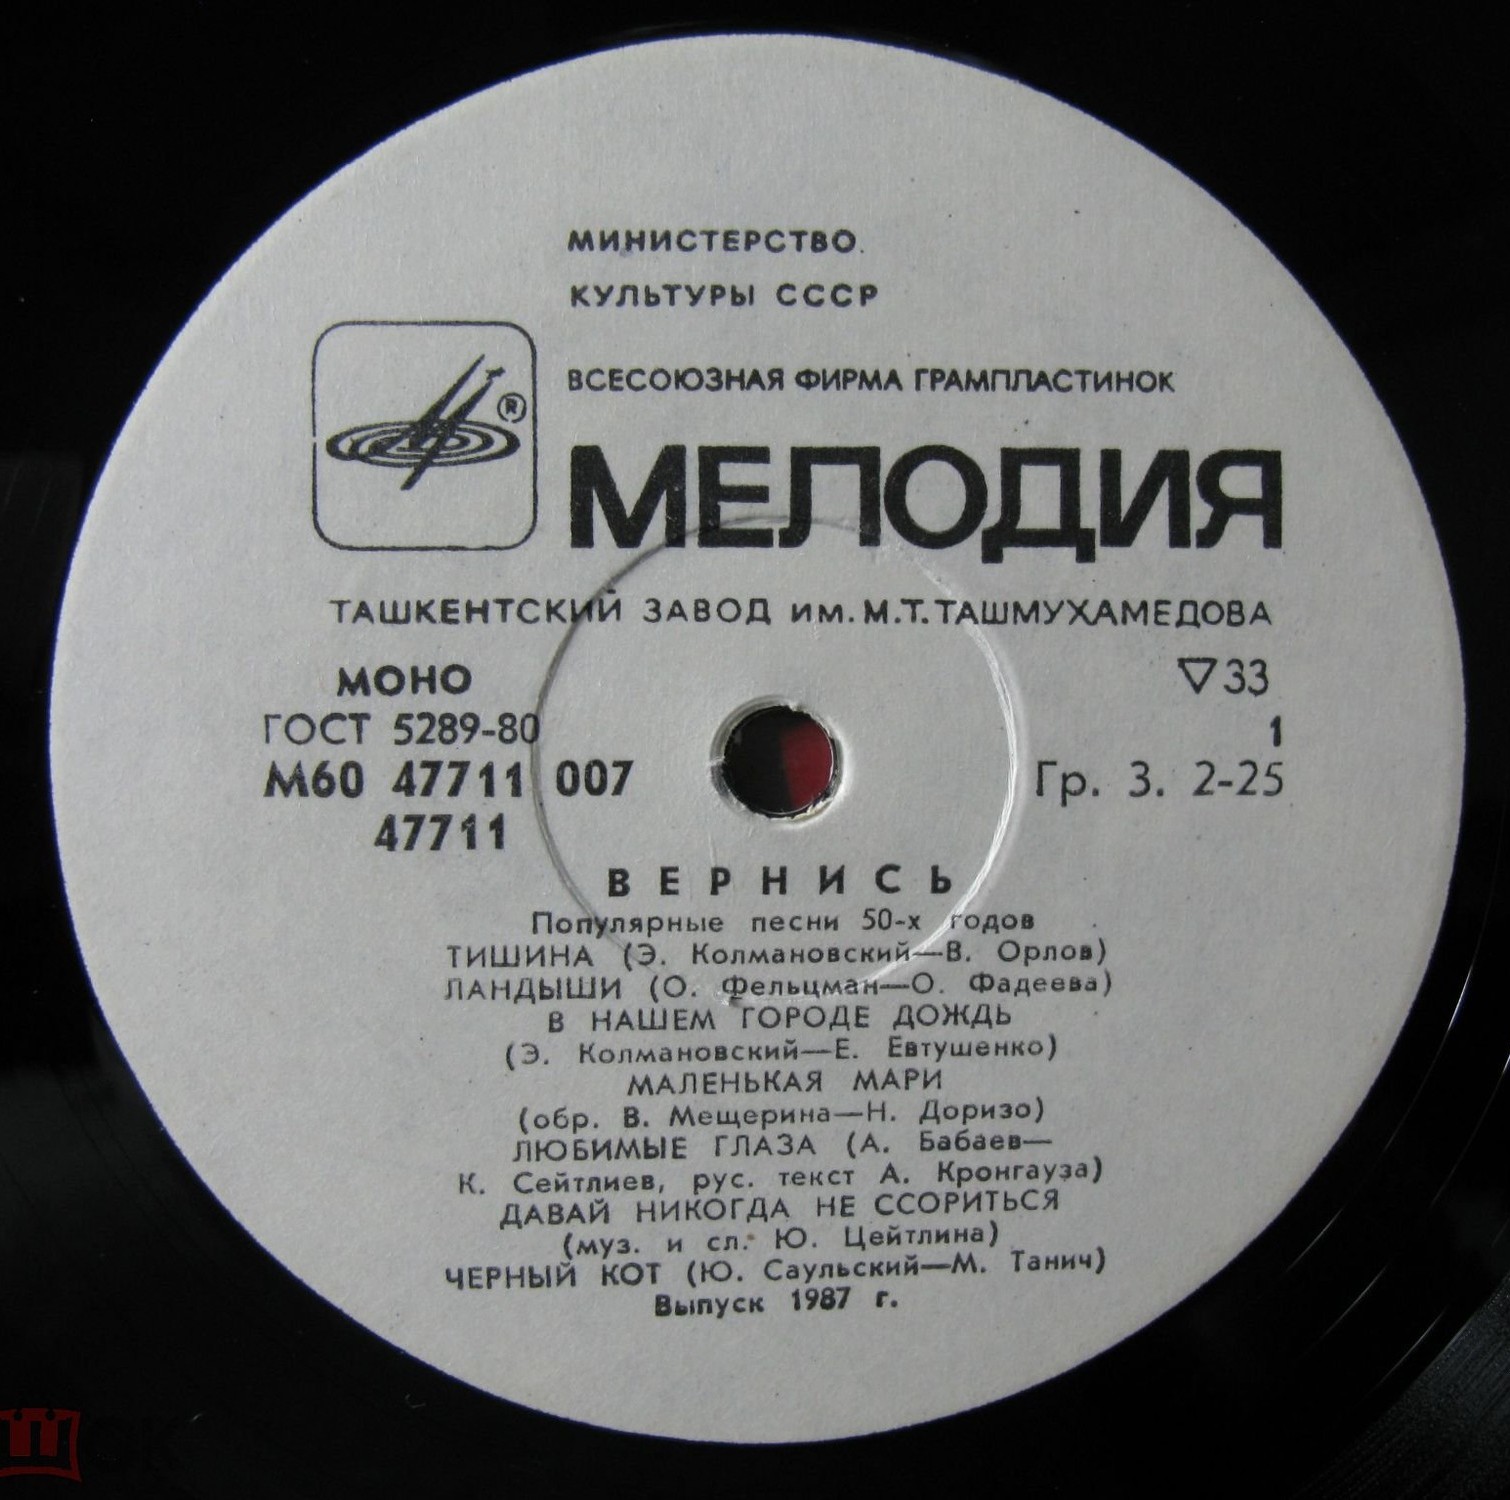 МИНИСТЕРСТВО
КУЛЬТУРЫ СССР
ВСЕСОЮЗНАЯ ФИРМА ГРАМПЛАСТИНОК
®
МЕЛОДИЯ
ТАШКЕНТСКИЙ ЗАВОД им. М.Т. ТАШМУХАМЕДОВА
МОНО
▽33
ГОСТ 5289-80
1
М60 47711 007
Гр. 3. 2-25
47711
ВЕРНИСЬ
Популярные песни 50-х годов
ТИШИНА (Э. Колмановский—В. Орлов)
ЛАНДЫШИ (О. Фельцман—О. Фадеева)
В НАШЕМ ГОРОДЕ ДОЖДЬ
(Э. Колмановский—Е. Евтушенко)
МАЛЕНЬКАЯ МАРИ
(обр. В. Мещерина—Н. Доризо)
ЛЮБИМЫЕ ГЛАЗА (А. Бабаев—
К. Сейтлиев, рус. текст А. Кронгауза)
ДАВАЙ НИКОГДА НЕ ССОРИТЬСЯ
(муз. и сл. Ю. Цейтлина)
ЧЕРНЫЙ КОТ (Ю. Саульский—М. Танич)
Выпуск 1987 г.